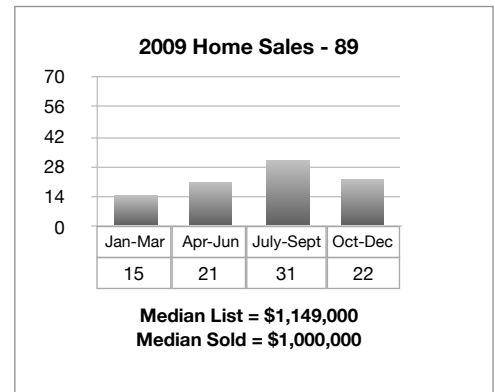 2009 Home Sales - 89
70
56
42
28
14
0
Jan-Mar Apr-Jun July-Sept Oct-Dec
15 21 31 22
Median List = $1,149,000
Median Sold = $1,000,000